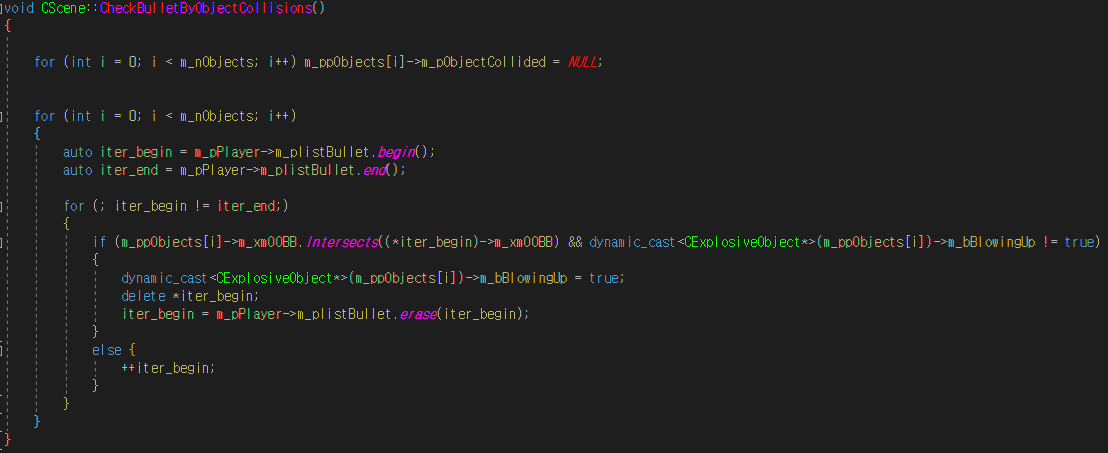 void CScene::CheckBulletByObjectCollisions()
{
for (int i = 0; i < m_nObjects; i++) m_ppObjects[i]->m_pObjectCollided = NULL;
for (int i = 0; i < m_nObjects; i++)
{
auto iter_begin = m_pPlayer->m_plistBullet.begin();
auto iter_end = m_pPlayer->m_plistBullet.end();
for (; iter_begin != iter_end;)
{
if (m_ppObjects[i]->m_xmOOBB.Intersects((*iter_begin)->m_xmOOBB) && dynamic_cast<CExplosiveObject*>(m_ppObjects[i])->m_bBlowingUp != true)
{
dynamic_cast<CExplosiveObject*>(m_ppObjects[i])->m_bBlowingUp = true;
delete *iter_begin;
iter_begin = m_pPlayer->m_plistBullet.erase(iter_begin);
}
else {
++iter_begin;
}
}
}
}